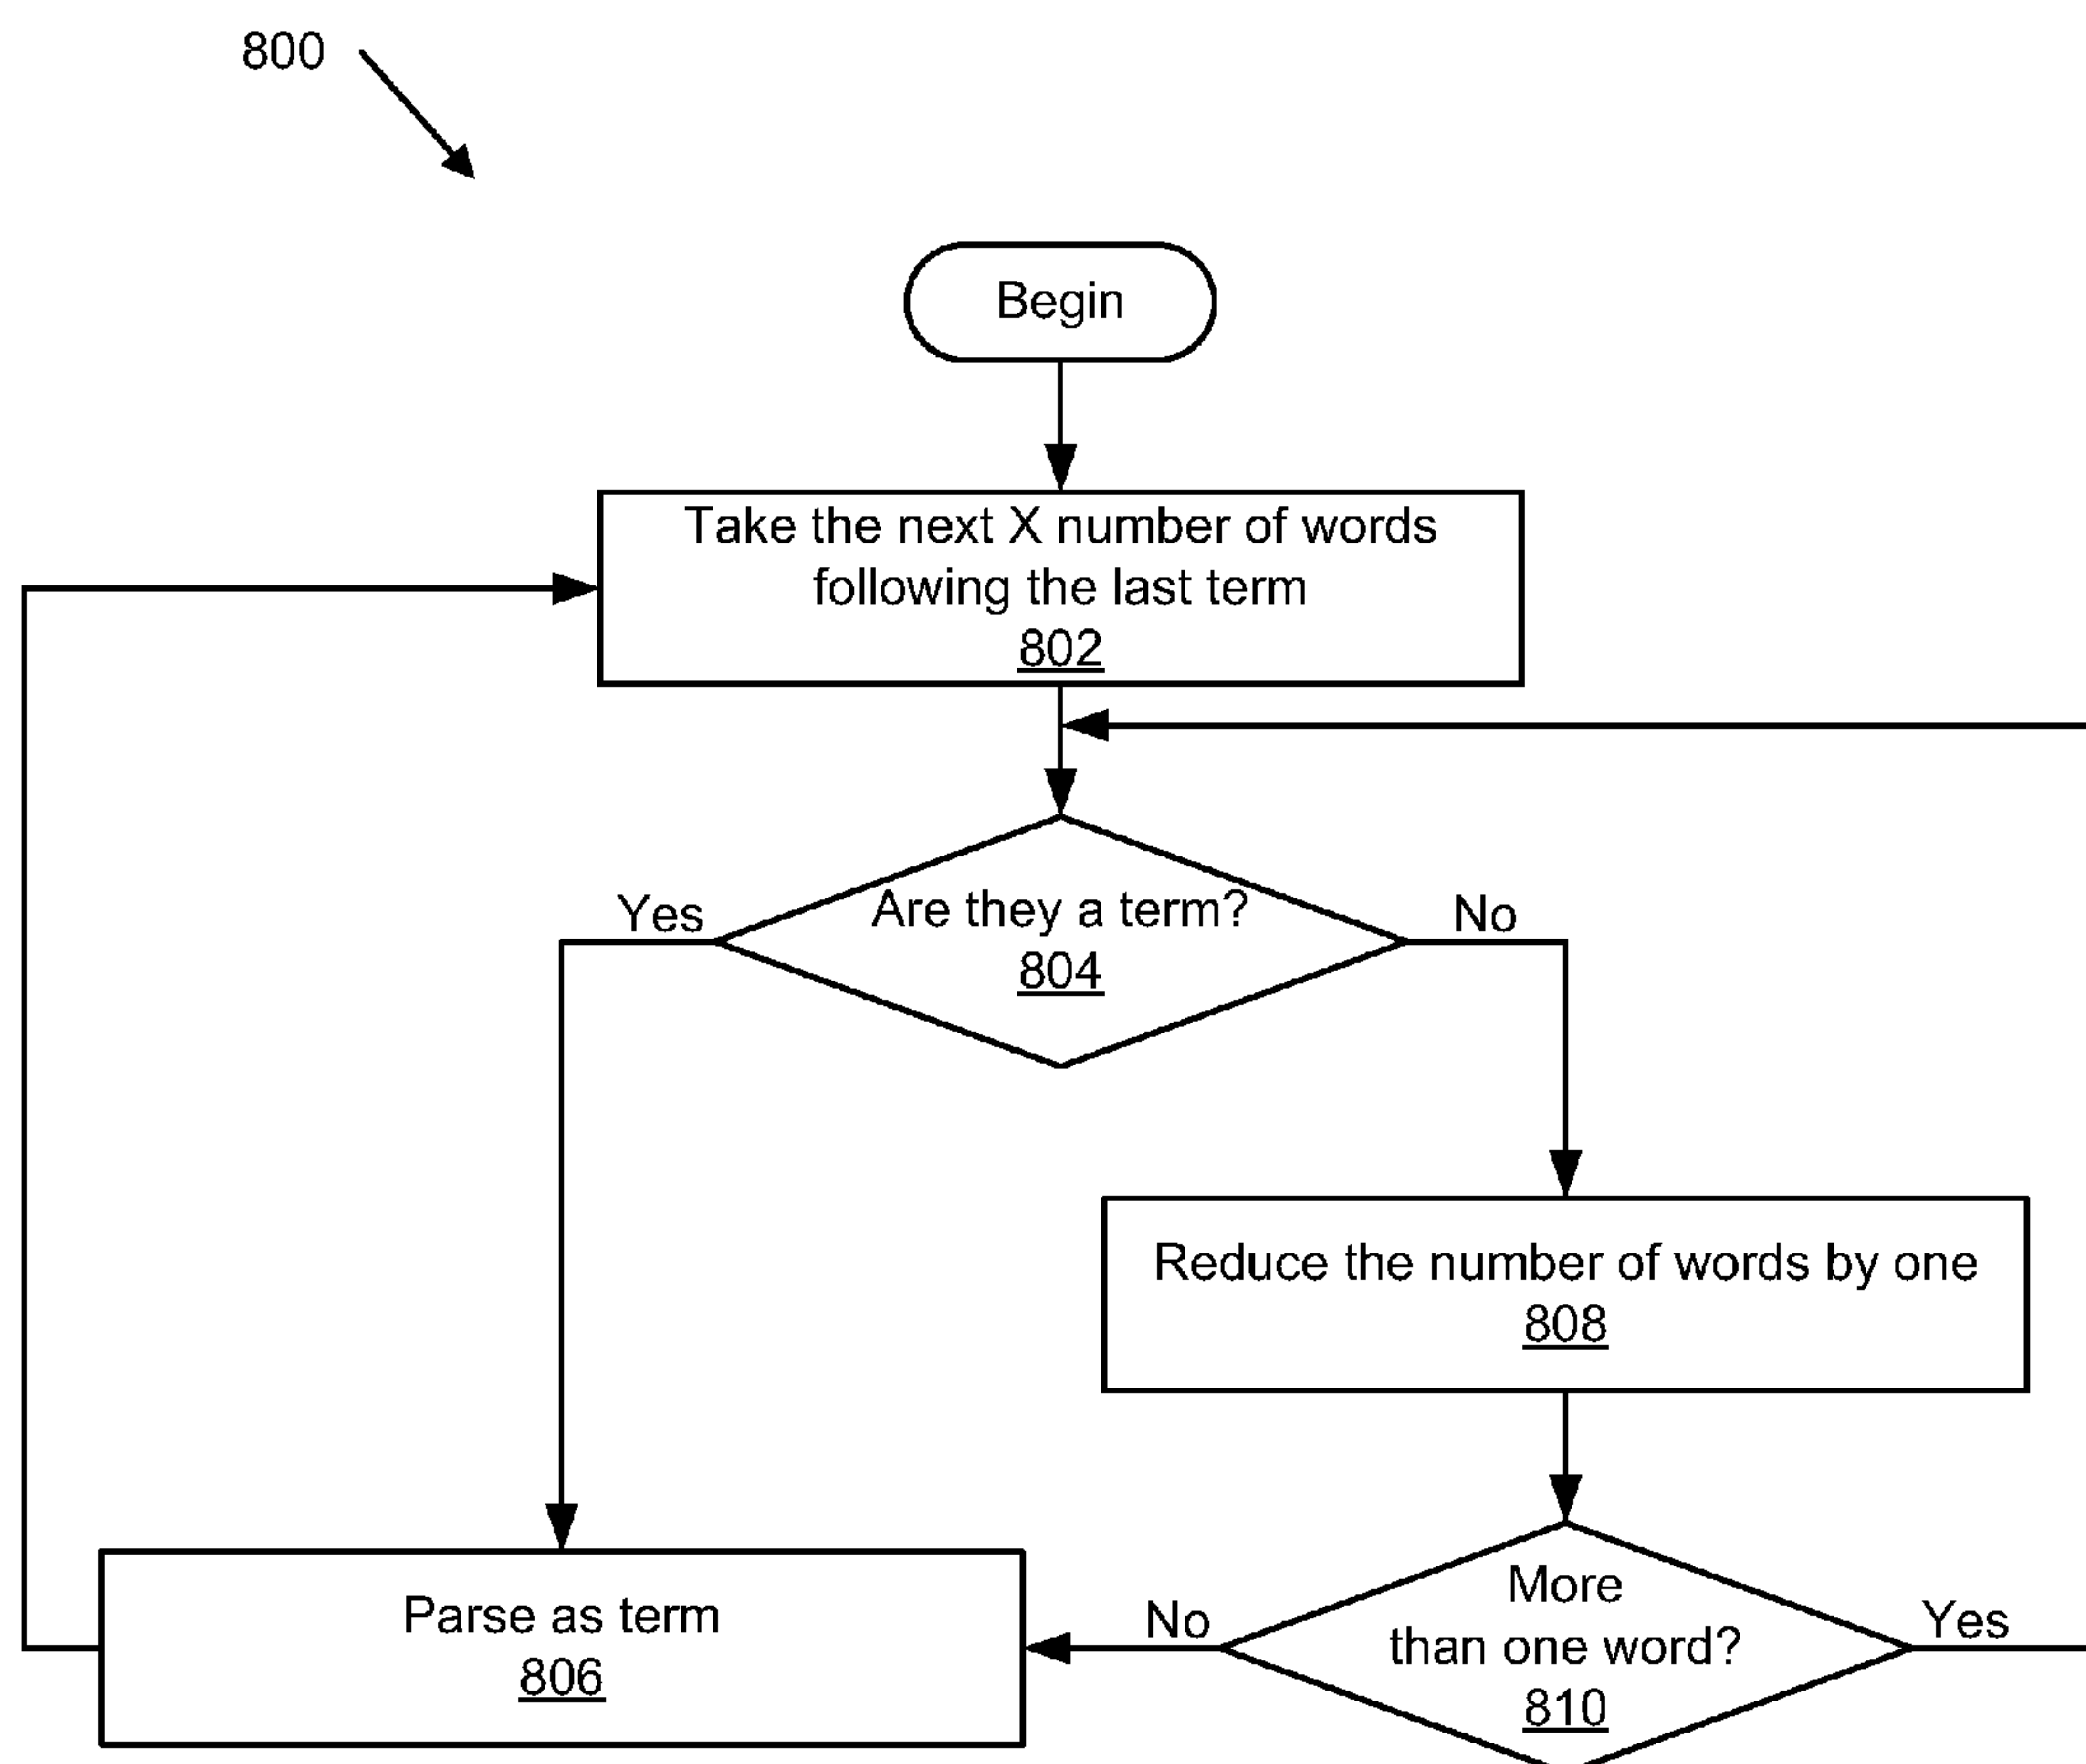 800
Begin
Take the next X number of words
following the last term
802
Are they a term?
804
Yes
No
Reduce the number of words by one
808
More
than one word?
810
No
Yes
Parse as term
806